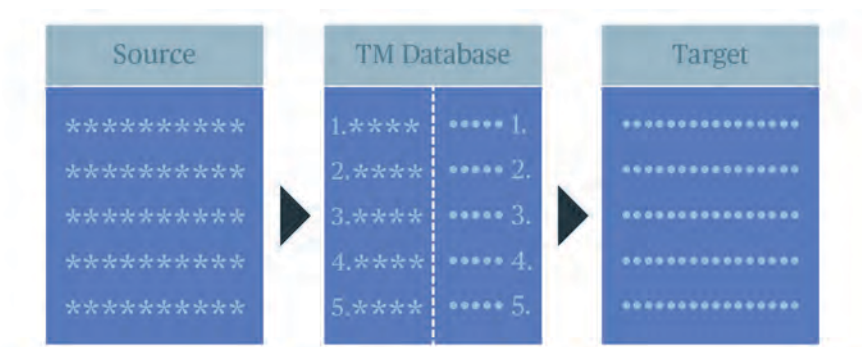 Source TM Database Target
********** 1.**** ••••• 1. •••••••••••••••
********** 2.**** ••••• 2. •••••••••••••••
********** 3.**** ••••• 3. •••••••••••••••
********** 4.**** ••••• 4. •••••••••••••••
********** 5.**** ••••• 5. •••••••••••••••